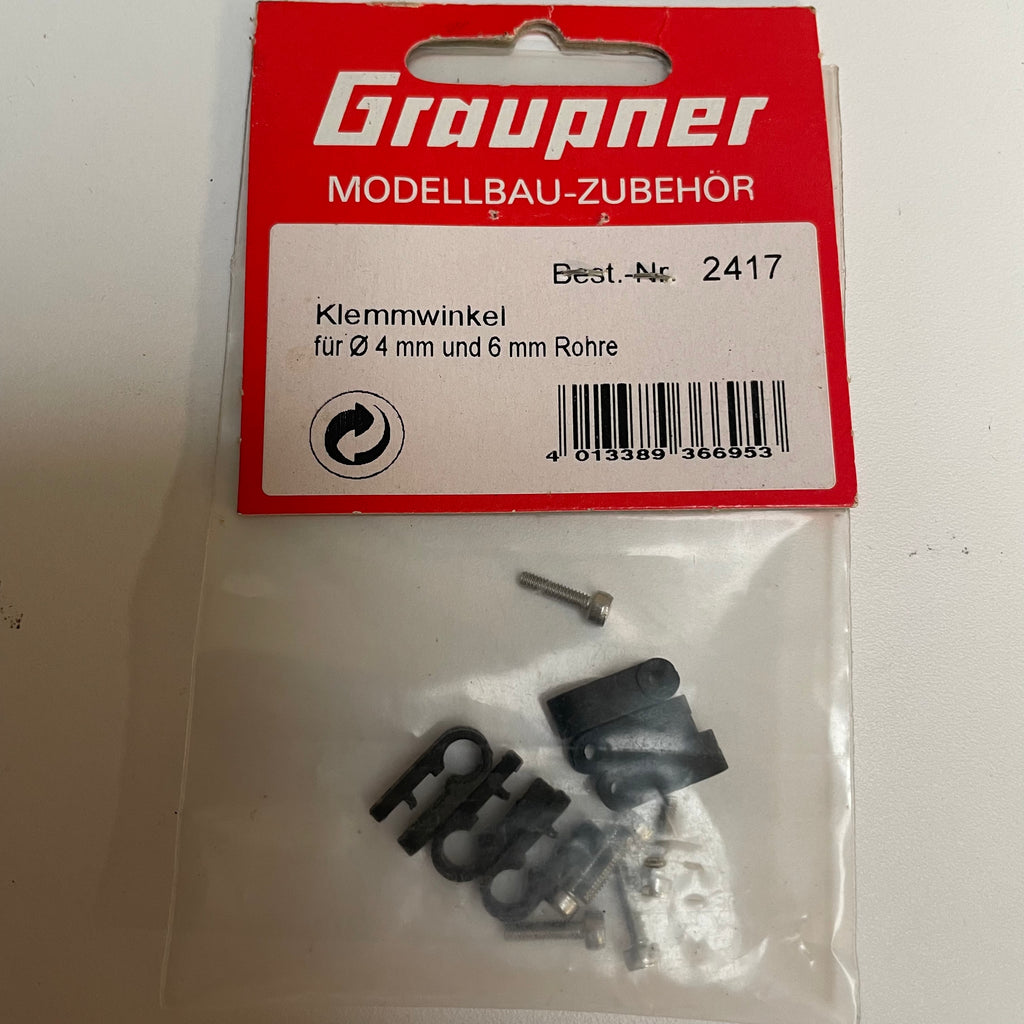 Graupner
MODELLBAU-ZUBEHÖR
Best.-Nr. 2417
Klemmwinkel
für Ø 4 mm und 6 mm Rohre
4 013389 366953